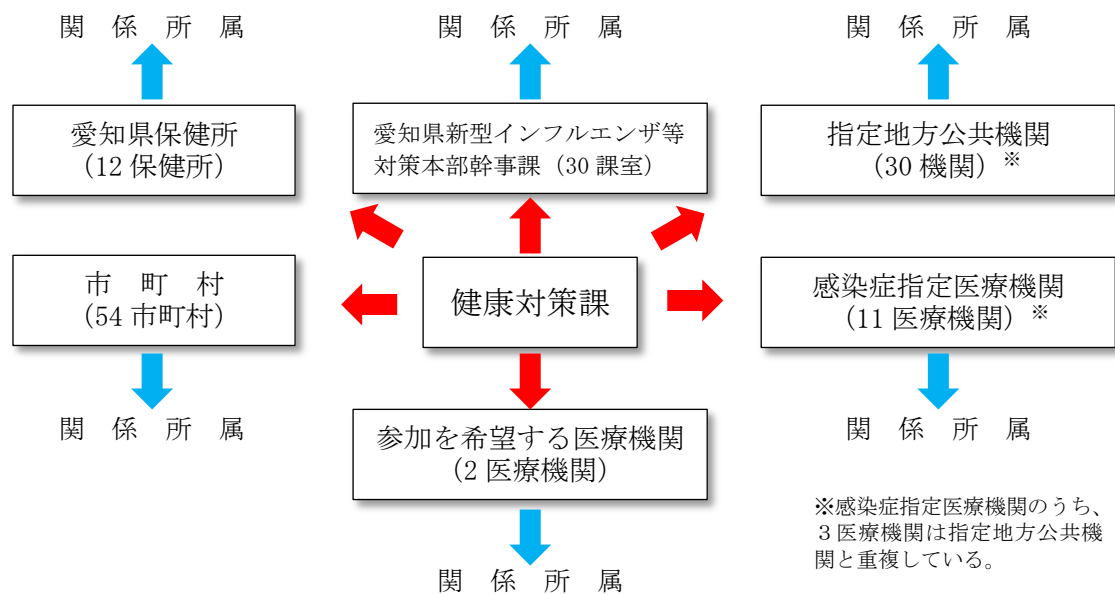 関係所属
関係所属
関係所属
愛知県保健所
(12 保健所)
愛知県新型インフルエンザ等
対策本部幹事課（30 課室）
指定地方公共機関
(30 機関) ※
市町村
(54 市町村)
健康対策課
感染症指定医療機関
(11 医療機関) ※
関係所属
参加を希望する医療機関
(2 医療機関)
関係所属
関係所属
※感染症指定医療機関のうち、
３医療機関は指定地方公共機
関と重複している。